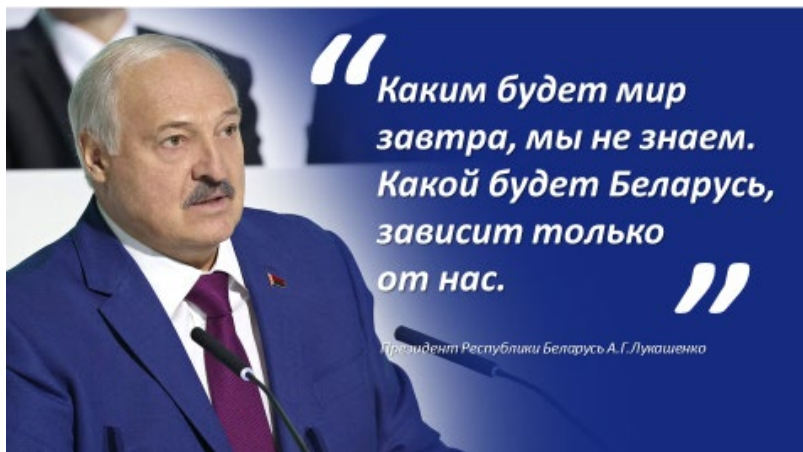 “
Каким будет мир
завтра, мы не знаем.
Какой будет Беларусь,
зависит только
от нас.
”
Президент Республики Беларусь А.Г.Лукашенко